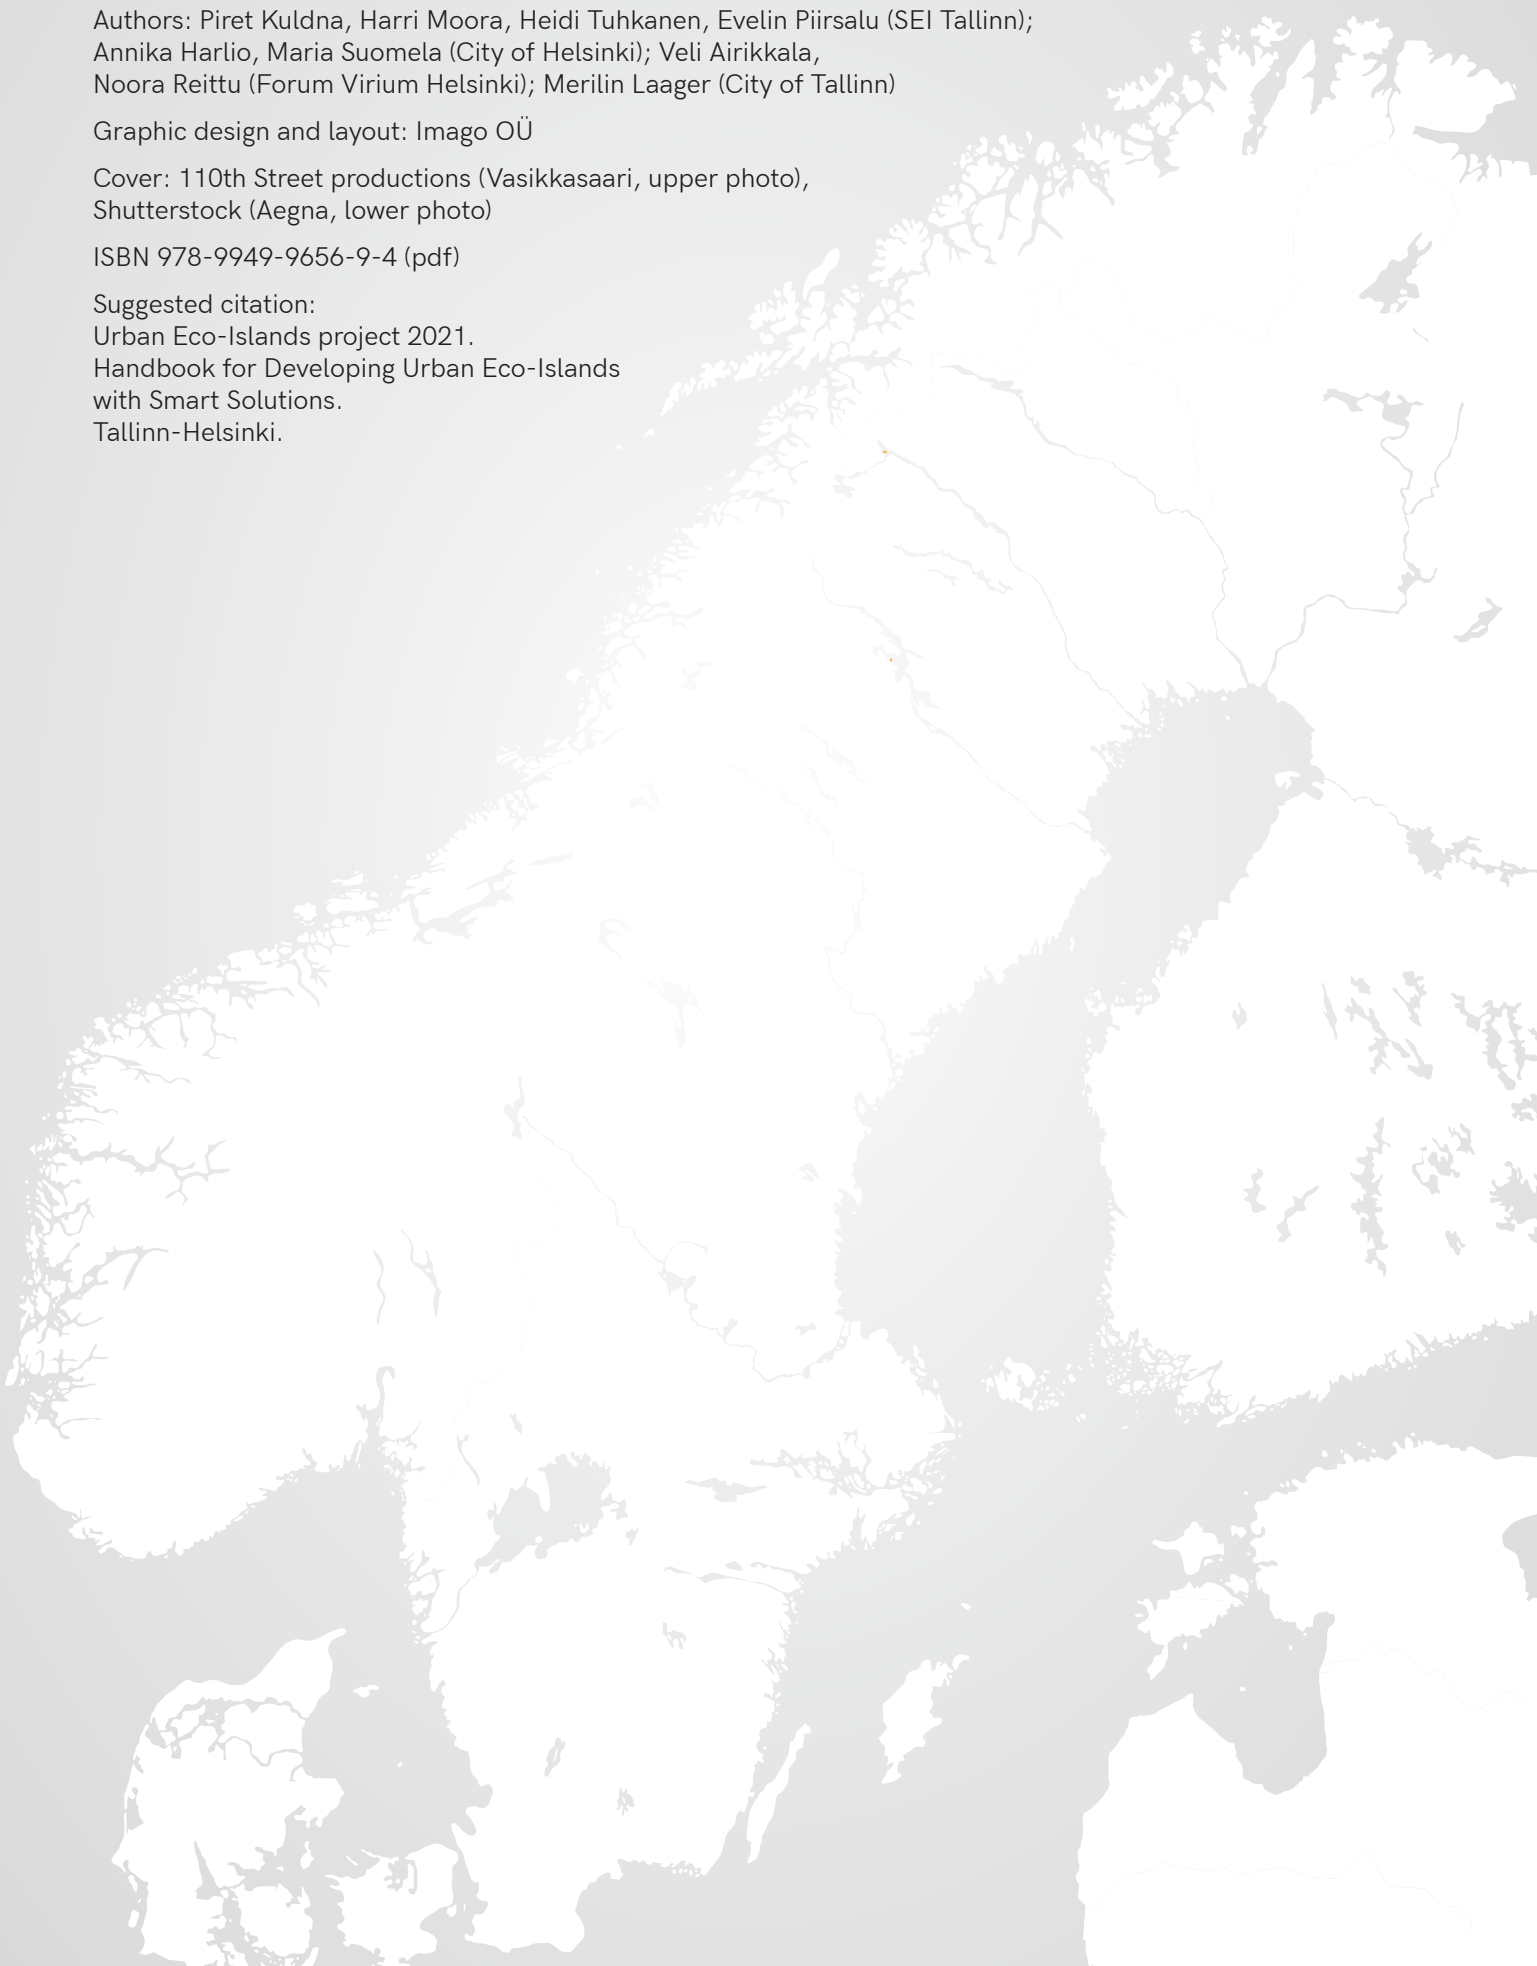 Authors: Piret Kuldna, Harri Moora, Heidi Tuhkanen, Evelin Piirsalu (SEI Tallinn);
Annika Harlio, Maria Suomela (City of Helsinki); Veli Airikkala,
Noora Reittu (Forum Virium Helsinki); Merilin Laager (City of Tallinn)
Graphic design and layout: Imago OÜ
Cover: 110th Street productions (Vasikkasaari, upper photo),
Shutterstock (Aegna, lower photo)
ISBN 978-9949-9656-9-4 (pdf)
Suggested citation:
Urban Eco-Islands project 2021.
Handbook for Developing Urban Eco-Islands
with Smart Solutions.
Tallinn-Helsinki.